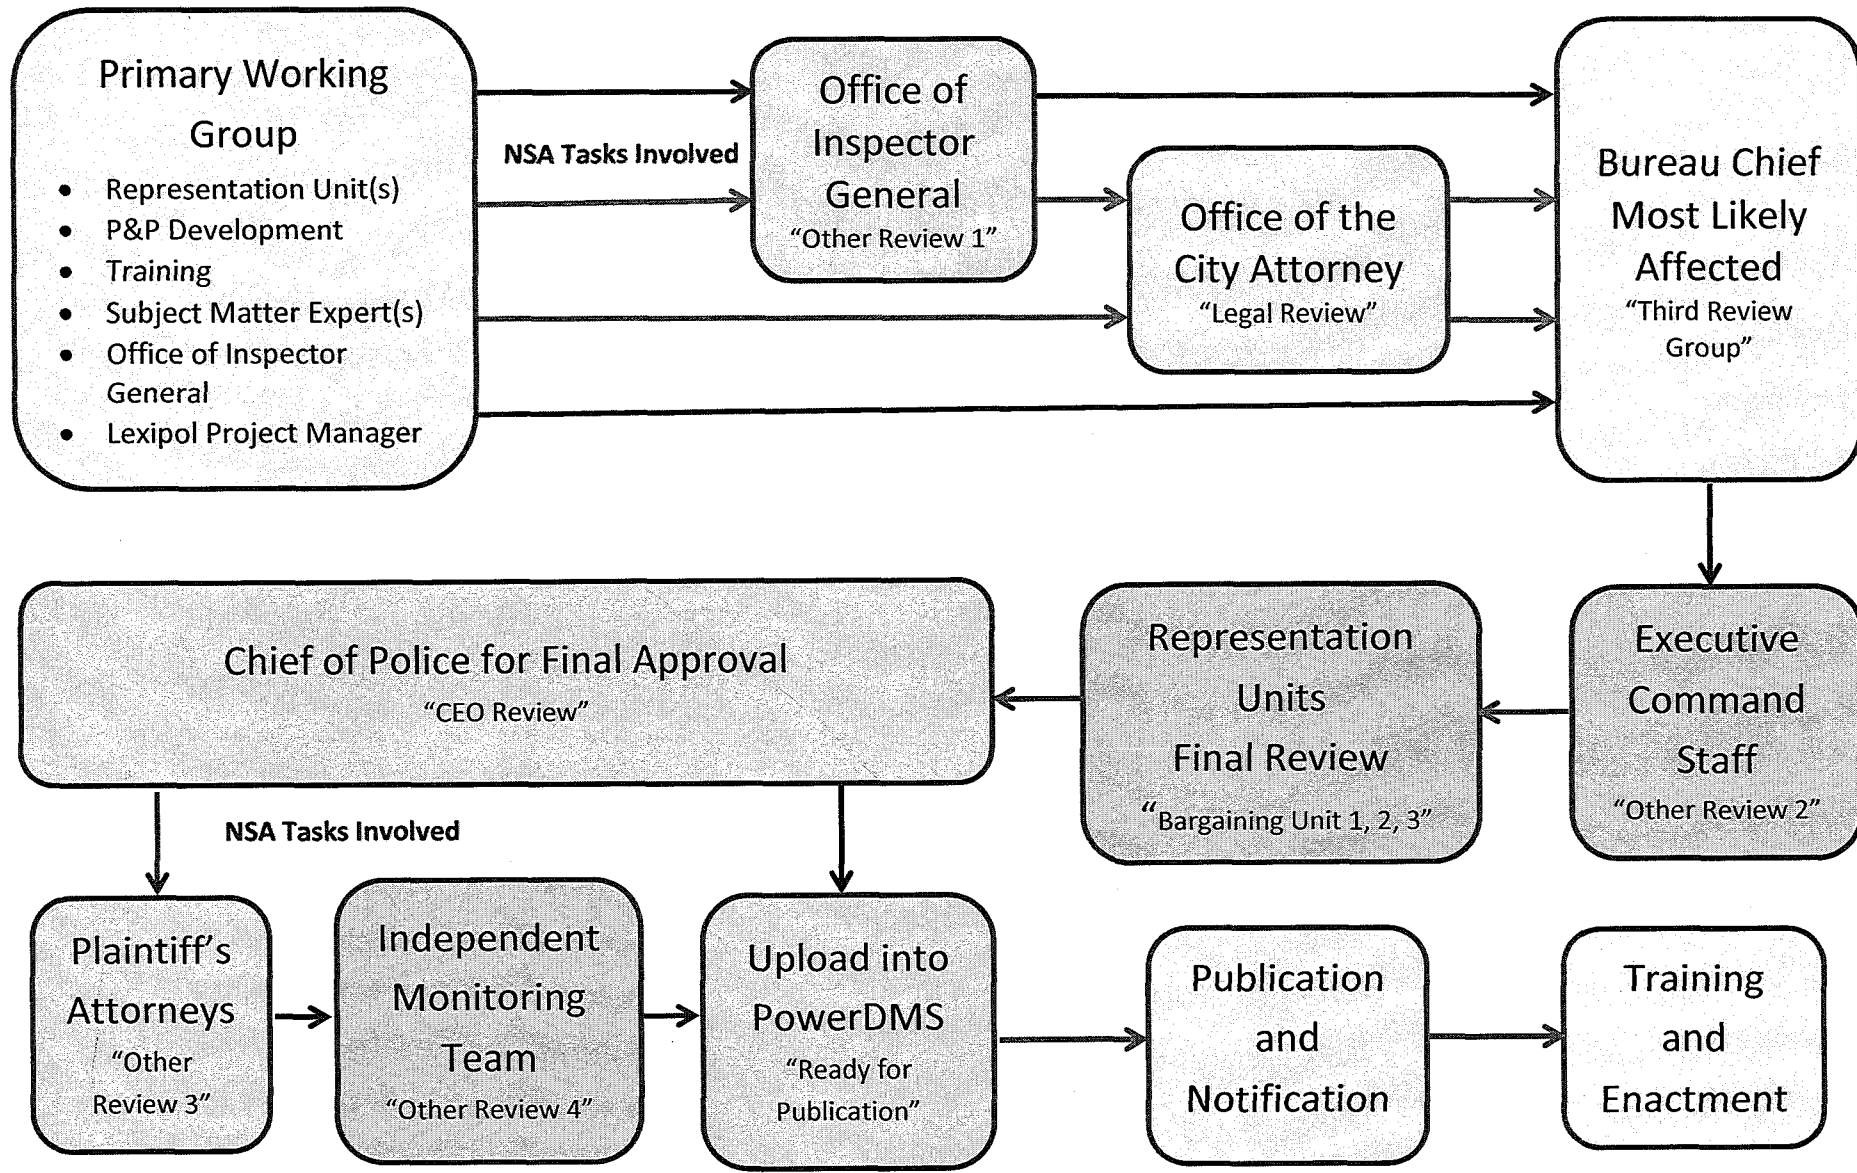 Primary Working
Group
• Representation Unit(s)
• P&P Development
• Training
• Subject Matter Expert(s)
• Office of Inspector
General
• Lexipol Project Manager
NSA Tasks Involved
Office of
Inspector
General
“Other Review 1”
Office of the
City Attorney
“Legal Review”
Bureau Chief
Most Likely
Affected
“Third Review
Group”
Executive
Command
Staff
“Other Review 2”
Representation
Units
Final Review
“Bargaining Unit 1, 2, 3”
Chief of Police for Final Approval
“CEO Review”
NSA Tasks Involved
Plaintiff’s
Attorneys
“Other
Review 3”
Independent
Monitoring
Team
“Other Review 4”
Upload into
PowerDMS
“Ready for
Publication”
Publication
and
Notification
Training
and
Enactment